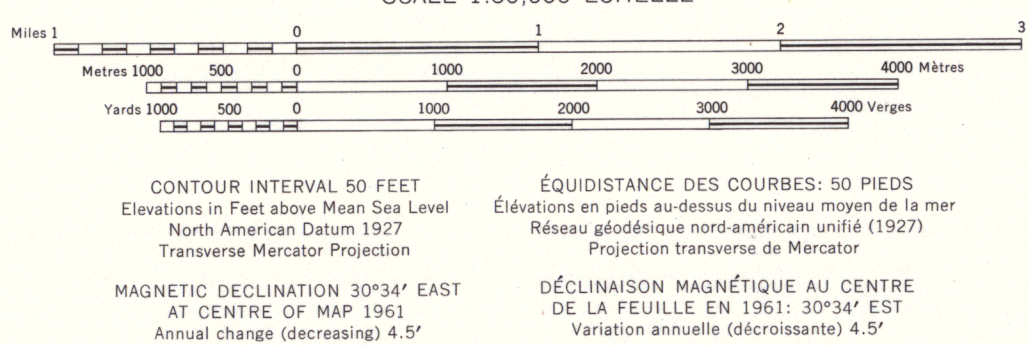 Miles 1 0 1 2 3
Metres 1000 500 0 1000 2000 3000 4000 Mètres
Yards 1000 500 0 1000 2000 3000 4000 Verges
CONTOUR INTERVAL 50 FEET
Elevations in Feet above Mean Sea Level
North American Datum 1927
Transverse Mercator Projection
ÉQUIDISTANCE DES COURBES: 50 PIEDS
Élévations en pieds au-dessus du niveau moyen de la mer
Réseau géodésique nord-américain unifié (1927)
Projection transverse de Mercator
MAGNETIC DECLINATION 30°34′ EAST
AT CENTRE OF MAP 1961
Annual change (decreasing) 4.5′
DÉCLINAISON MAGNÉTIQUE AU CENTRE
DE LA FEUILLE EN 1961: 30°34′ EST
Variation annuelle (décroissante) 4.5′